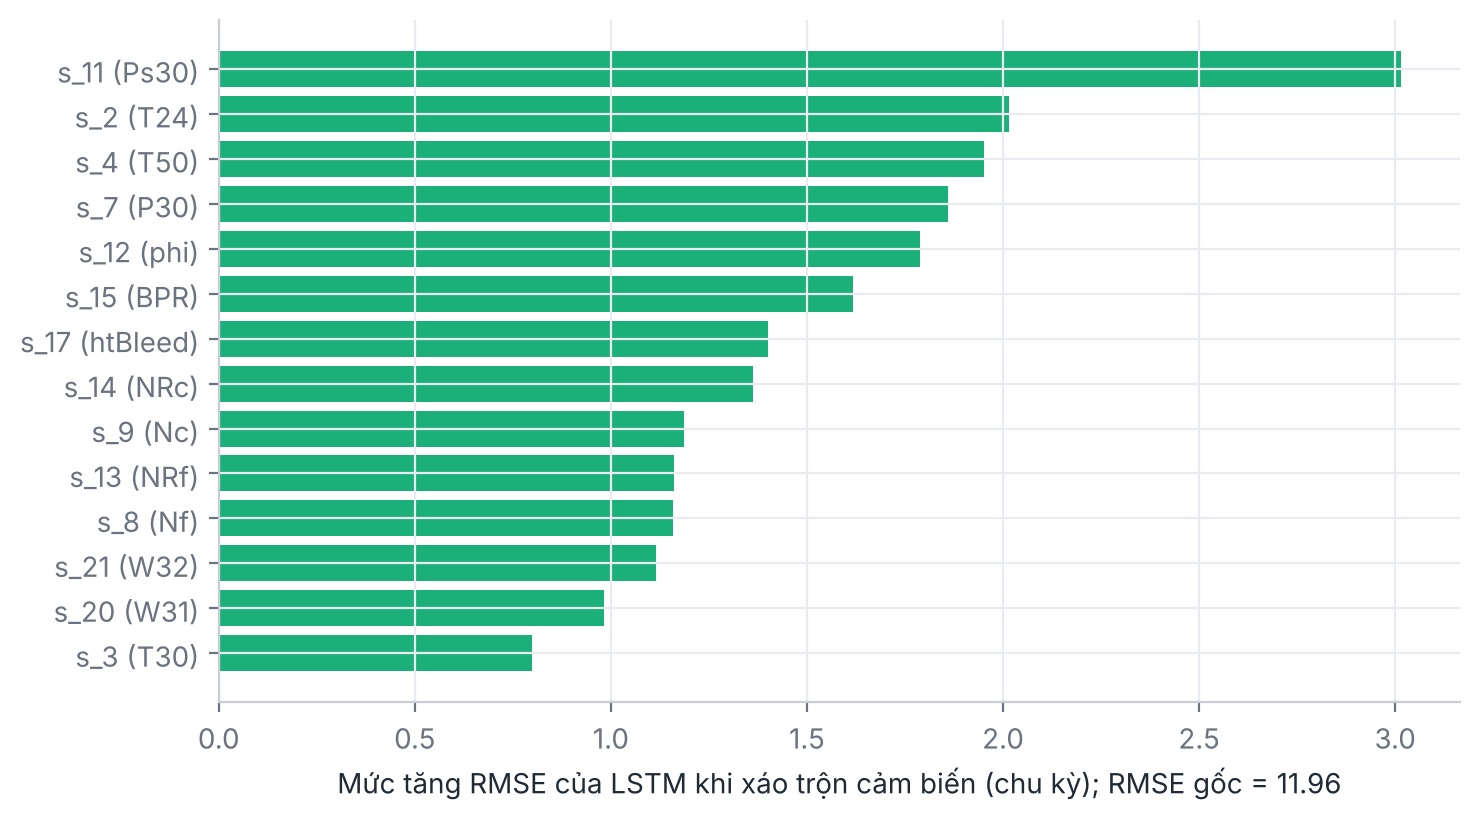 s_11 (Ps30)
s_2 (T24)
s_4 (T50)
s_7 (P30)
s_12 (phi)
s_15 (BPR)
s_17 (htBleed)
s_14 (NRc)
s_9 (Nc)
s_13 (NRf)
s_8 (Nf)
s_21 (W32)
s_20 (W31)
s_3 (T30)
0.0 0.5 1.0 1.5 2.0 2.5 3.0
Mức tăng RMSE của LSTM khi xáo trộn cảm biến (chu kỳ); RMSE gốc = 11.96